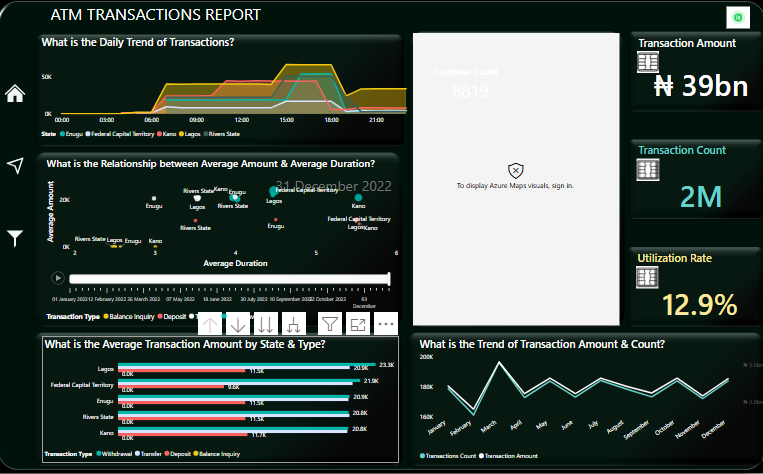 ATM TRANSACTIONS REPORT
What is the Daily Trend of Transactions?
50K
0K
00:00 03:00 06:00 09:00 12:00 15:00 18:00 21:00
State Enugu Federal Capital Territory Kano Lagos Rivers State
Customer Count
8819
To display Azure Maps visuals, sign in.
Transaction Amount
₦ 39bn
Transaction Count
2M
Utilization Rate
12.9%
What is the Relationship between Average Amount & Average Duration?
31 December 2022
Average Amount
20K
0K
Rivers State Kano Federal Capital Territory
Enugu Lagos Rivers State Lagos Kano
Rivers State Enugu Federal Capital Territory
Rivers State Lagos Enugu Kano Lagos Kano
2 3 4 5 6
Average Duration
01 January 2022 13 February 2022 26 March 2022 07 May 2022 18 June 2022 30 July 2022 10 September 2022 22 October 2022 03 December
Transaction Type Balance Inquiry Deposit
What is the Average Transaction Amount by State & Type?
Lagos 23.3K 20.9K 11.5K 0.0K
Federal Capital Territory 21.9K 9.6K 0.0K
Enugu 20.9K 11.5K 0.0K
Rivers State 20.8K 11.5K 0.0K
Kano 20.8K 11.7K 0.0K
Transaction Type Withdrawal Transfer Deposit Balance Inquiry
What is the Trend of Transaction Amount & Count?
200K
180K
160K
January February March April May June July August September October November December
Transactions Count Transaction Amount